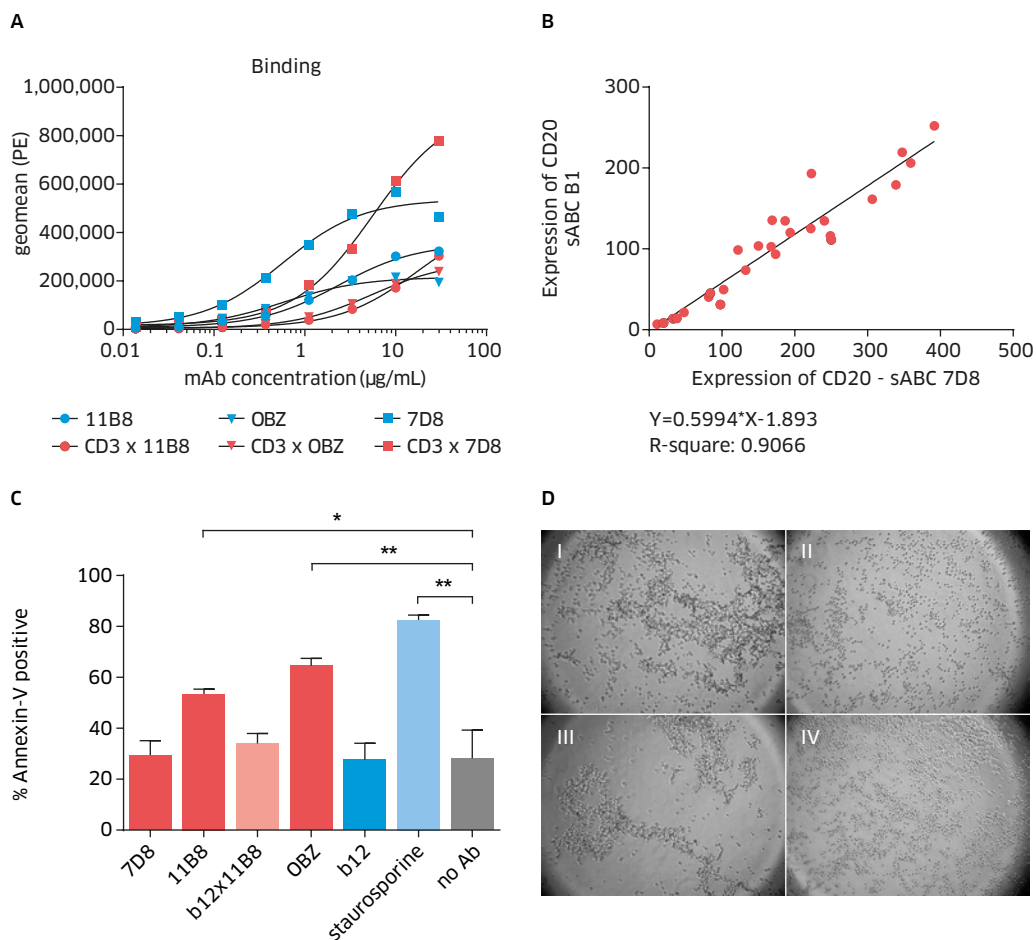 A
Binding
geomean (PE)
1,000,000
800,000
600,000
400,000
200,000
0
0.01
0.1
1
10
100
mAb concentration (µg/mL)
11B8
OBZ
7D8
CD3 x 11B8
CD3 x OBZ
CD3 x 7D8
B
Expression of CD20
sABC B1
300
200
100
0
0
100
200
300
400
500
Expression of CD20 - sABC 7D8
Y=0.5994*X-1.893
R-square: 0.9066
C
*
**
**
% Annexin-V positive
100
80
60
40
20
0
7D8
11B8
b12x11B8
OBZ
b12
staurosporine
no Ab
D
I
II
III
IV